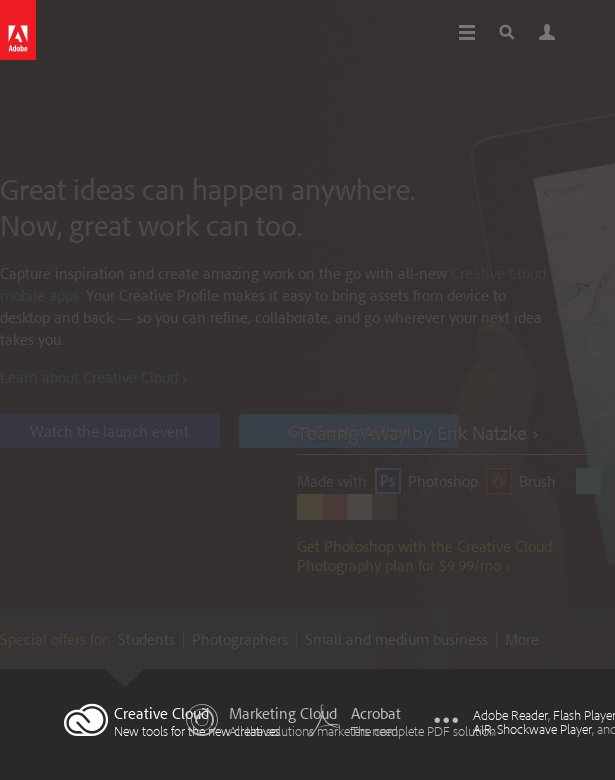 Adobe
Great ideas can happen anywhere.
Now, great work can too.
Capture inspiration and create amazing work on the go with all-new Creative Cloud
mobile apps. Your Creative Profile makes it easy to bring assets from device to
desktop and back — so you can refine, collaborate, and go wherever your next idea
takes you.
Learn about Creative Cloud ›
Watch the launch event
Get Creative Cloud
Tearing Away by Erik Natzke ›
Made with Ps Photoshop Brush
Get Photoshop with the Creative Cloud
Photography plan for $9.99/mo ›
Special offers for: Students | Photographers | Small and medium business | More
Creative Cloud
New tools for the new creatives
Marketing Cloud
All the solutions marketers need
Acrobat
The complete PDF solution
Adobe Reader, Flash Player
AIR, Shockwave Player, and